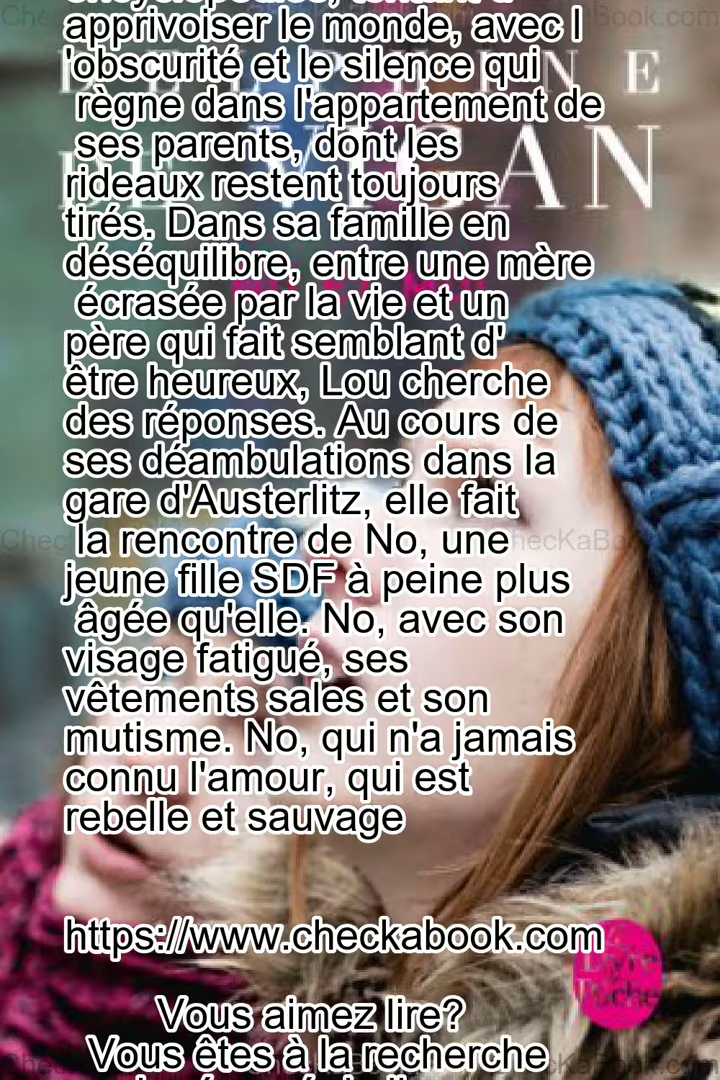 apprivoiser le monde, avec l
'obscurité et le silence qui
règne dans l'appartement de
ses parents, dont les
rideaux restent toujours
tirés. Dans sa famille en
déséquilibre, entre une mère
écrasée par la vie et un
père qui fait semblant d'
être heureux, Lou cherche
des réponses. Au cours de
ses déambulations dans la
gare d'Austerlitz, elle fait
la rencontre de No, une
jeune fille SDF à peine plus
âgée qu'elle. No, avec son
visage fatigué, ses
vêtements sales et son
mutisme. No, qui n'a jamais
connu l'amour, qui est
rebelle et sauvage
https://www.checkabook.com
Vous aimez lire?
Vous êtes à la recherche